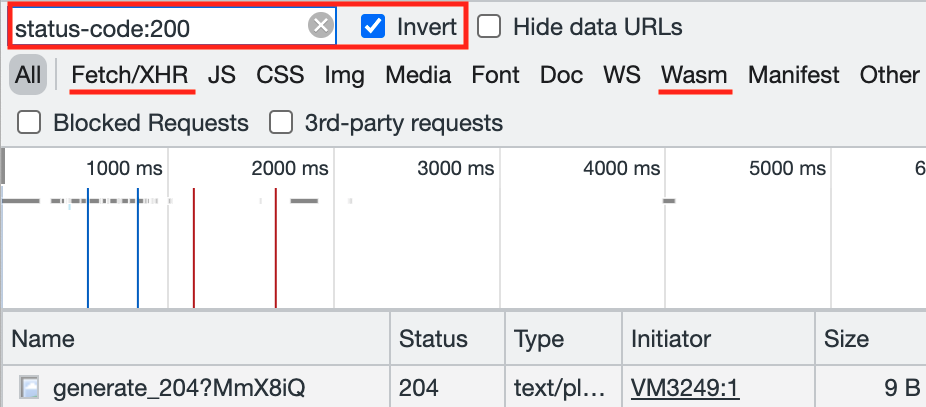 status-code:200 Invert Hide data URLs
All Fetch/XHR JS CSS Img Media Font Doc WS Wasm Manifest Other
Blocked Requests 3rd-party requests
1000 ms 2000 ms 3000 ms 4000 ms 5000 ms 6
Name Status Type Initiator Size
generate_204?MmX8iQ 204 text/pl... VM3249:1 9 B